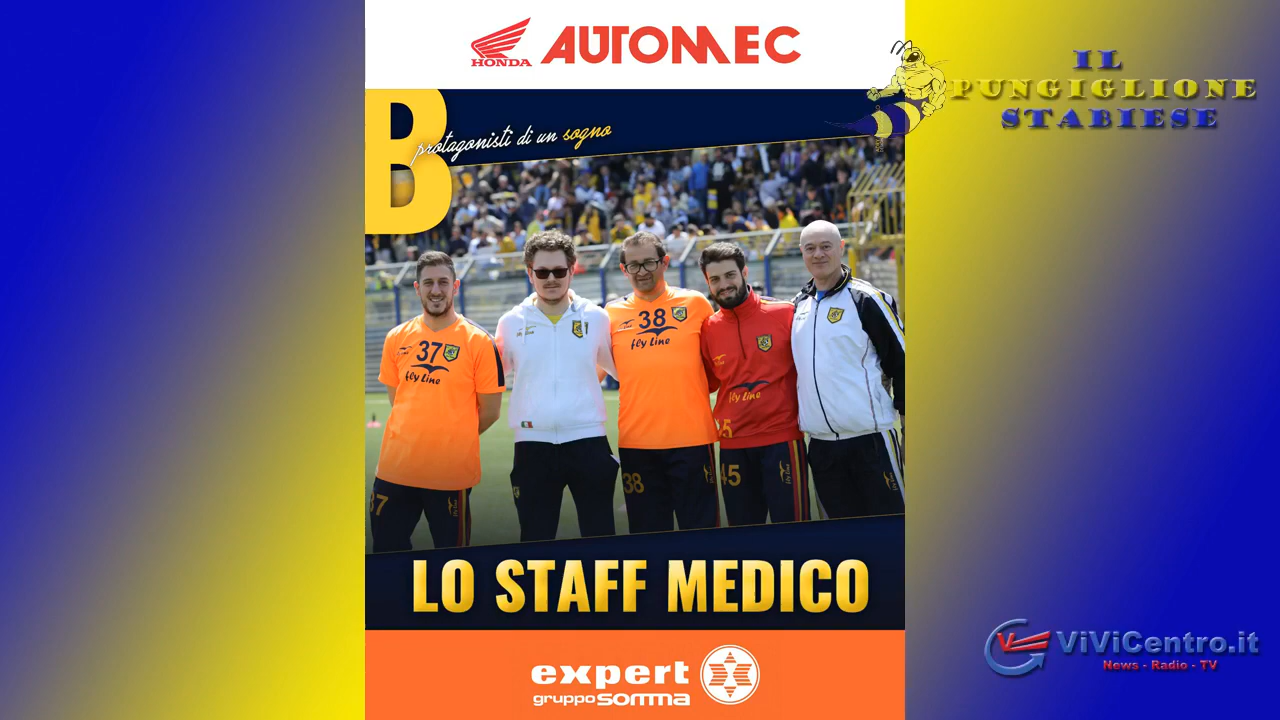 HONDA
AUTOMEC
IL
PUNGIGLIONE
STABIESE
B
protagonisti di un sogno
37
fly Line
38
fly Line
fly Line
45
37
38
45
LO STAFF MEDICO
expert
gruppo somma
ViViCentro.it
News - Radio - TV